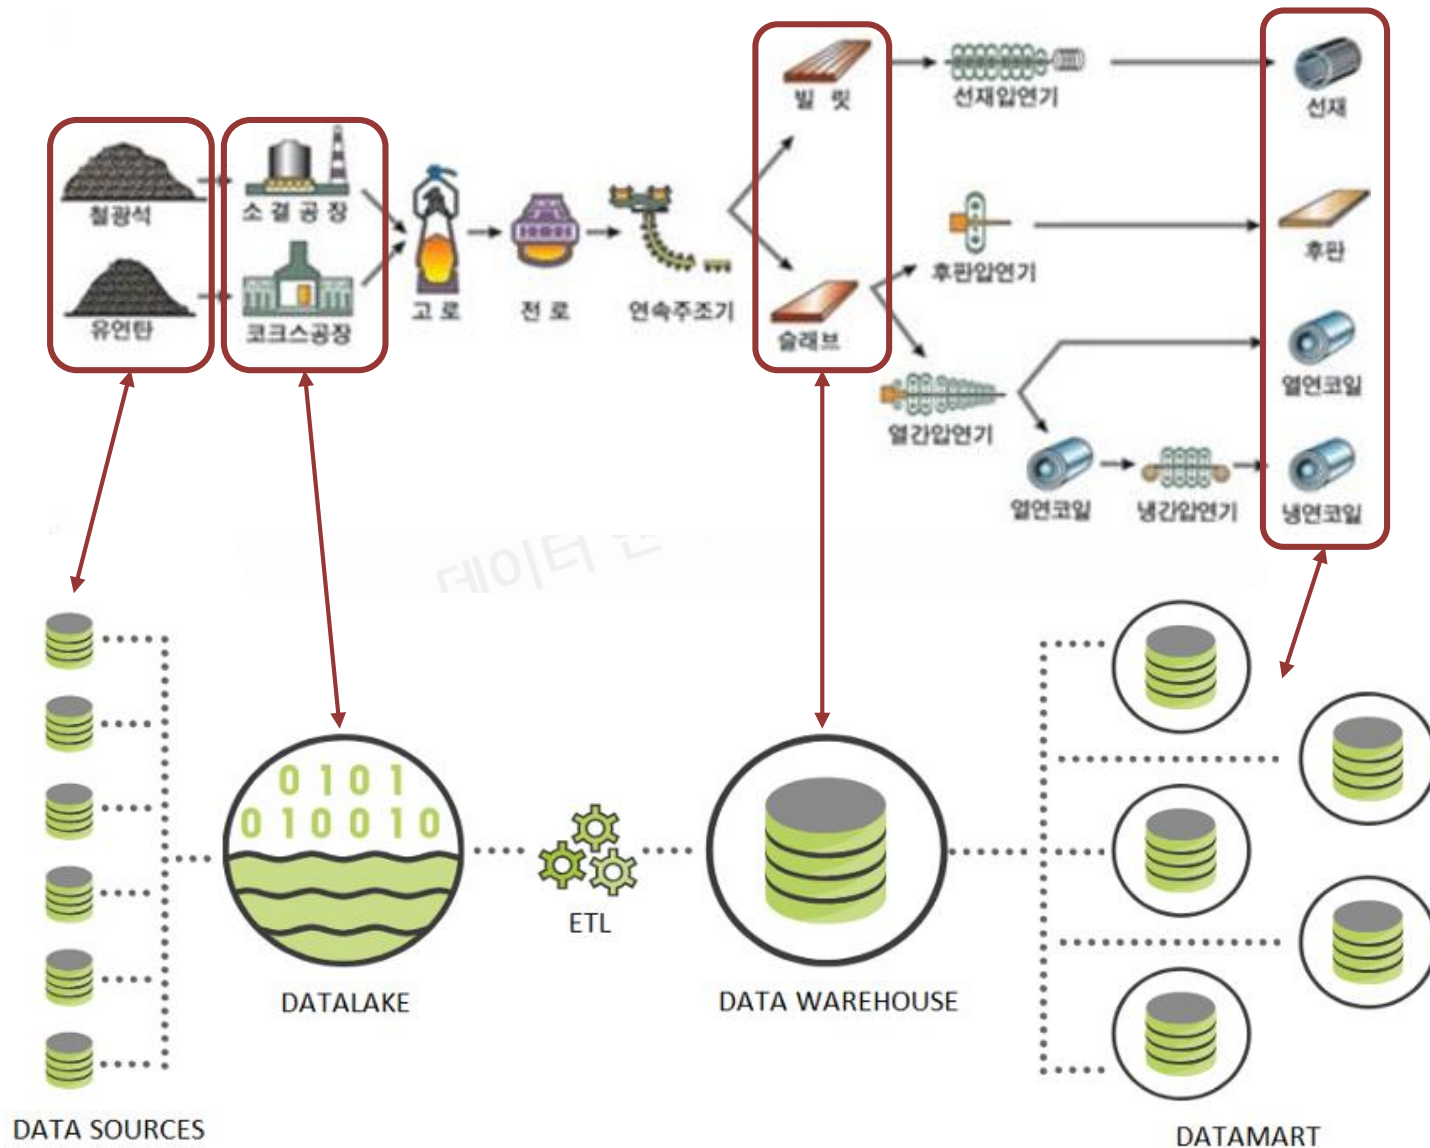 빌 릿
선재압연기
선재
철광석
소 결 공 장
유연탄
코크스공장
고 로
전 로
연속주조기
슬래브
후판압연기
후판
열간압연기
열연코일
열연코일
냉간압연기
냉연코일
데이터
0 1 0 1
0 1 0 0 1 0
ETL
DATALAKE
DATA WAREHOUSE
DATA SOURCES
DATAMART